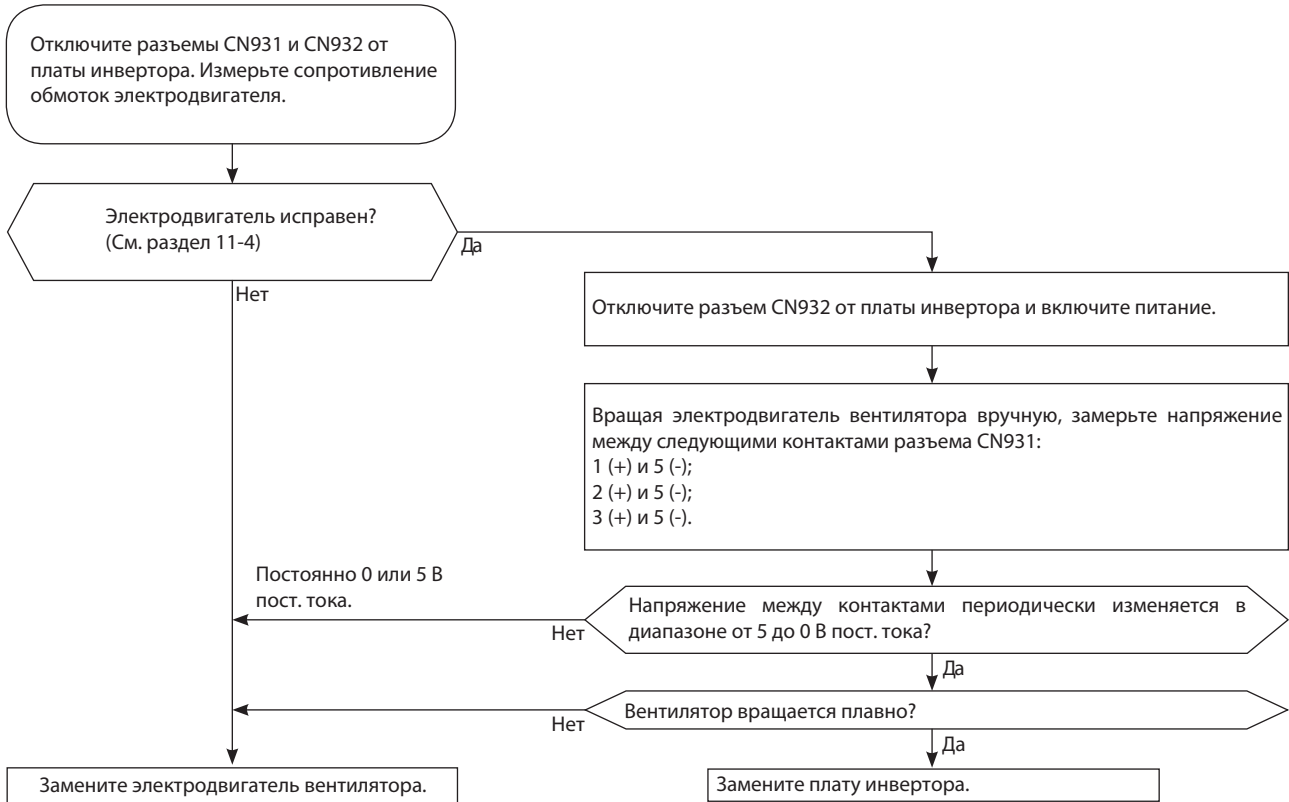 Отключите разъемы CN931 и CN932 от
платы инвертора. Измерьте сопротивление
обмоток электродвигателя.
Электродвигатель исправен?
(См. раздел 11-4)
Да
Нет
Отключите разъем CN932 от платы инвертора и включите питание.
Вращая электродвигатель вентилятора вручную, замерьте напряжение
между следующими контактами разъема CN931:
1 (+) и 5 (-);
2 (+) и 5 (-);
3 (+) и 5 (-).
Постоянно 0 или 5 В
пост. тока.
Напряжение между контактами периодически изменяется в
диапазоне от 5 до 0 В пост. тока?
Нет
Да
Вентилятор вращается плавно?
Нет
Да
Замените электродвигатель вентилятора.
Замените плату инвертора.